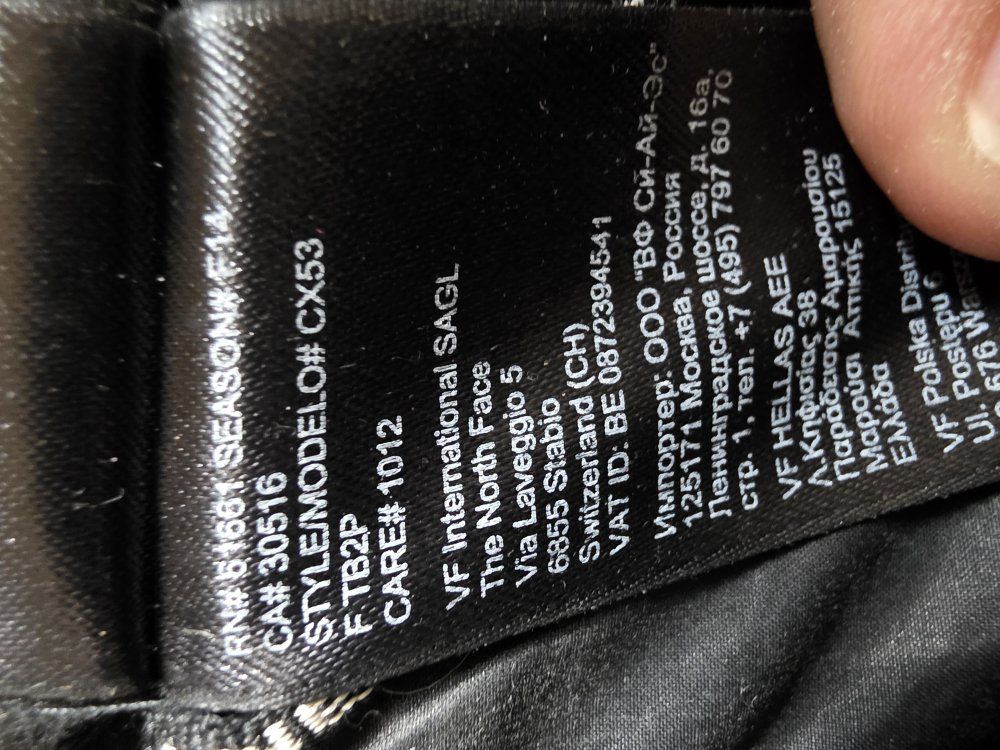 RN# 61661 SEASON# F14
CA# 30516
STYLE/MODELO# CX53
F TB2P
CARE# 1012
VF International SAGL
The North Face
Via Laveggio 5
6855 Stabio
Switzerland (CH)
VAT ID: BE 0872394541
Импортер: ООО "ВФ Си-Ай-Эс"
125171 Москва, Россия
Ленинградское шоссе, д. 16а,
стр. 1, тел. +7 (495) 797 60 70
VF HELLAS AEE
Λ.Κηφισίας 38
Παράδεισος Αμαρουσίου
Μαρούσι Αττικής 15125
Ελλάδα
VF Polska
Ul. Postępu 6